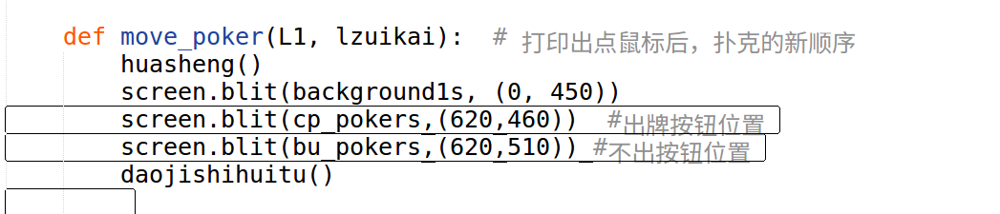 def move_poker(L1, lzuikai):  # 打印出点鼠标后，扑克的新顺序
huasheng()
screen.blit(background1s, (0, 450))
screen.blit(cp_pokers,(620,460))  #出牌按钮位置
screen.blit(bu_pokers,(620,510)) #不出按钮位置
daojishihuitu()